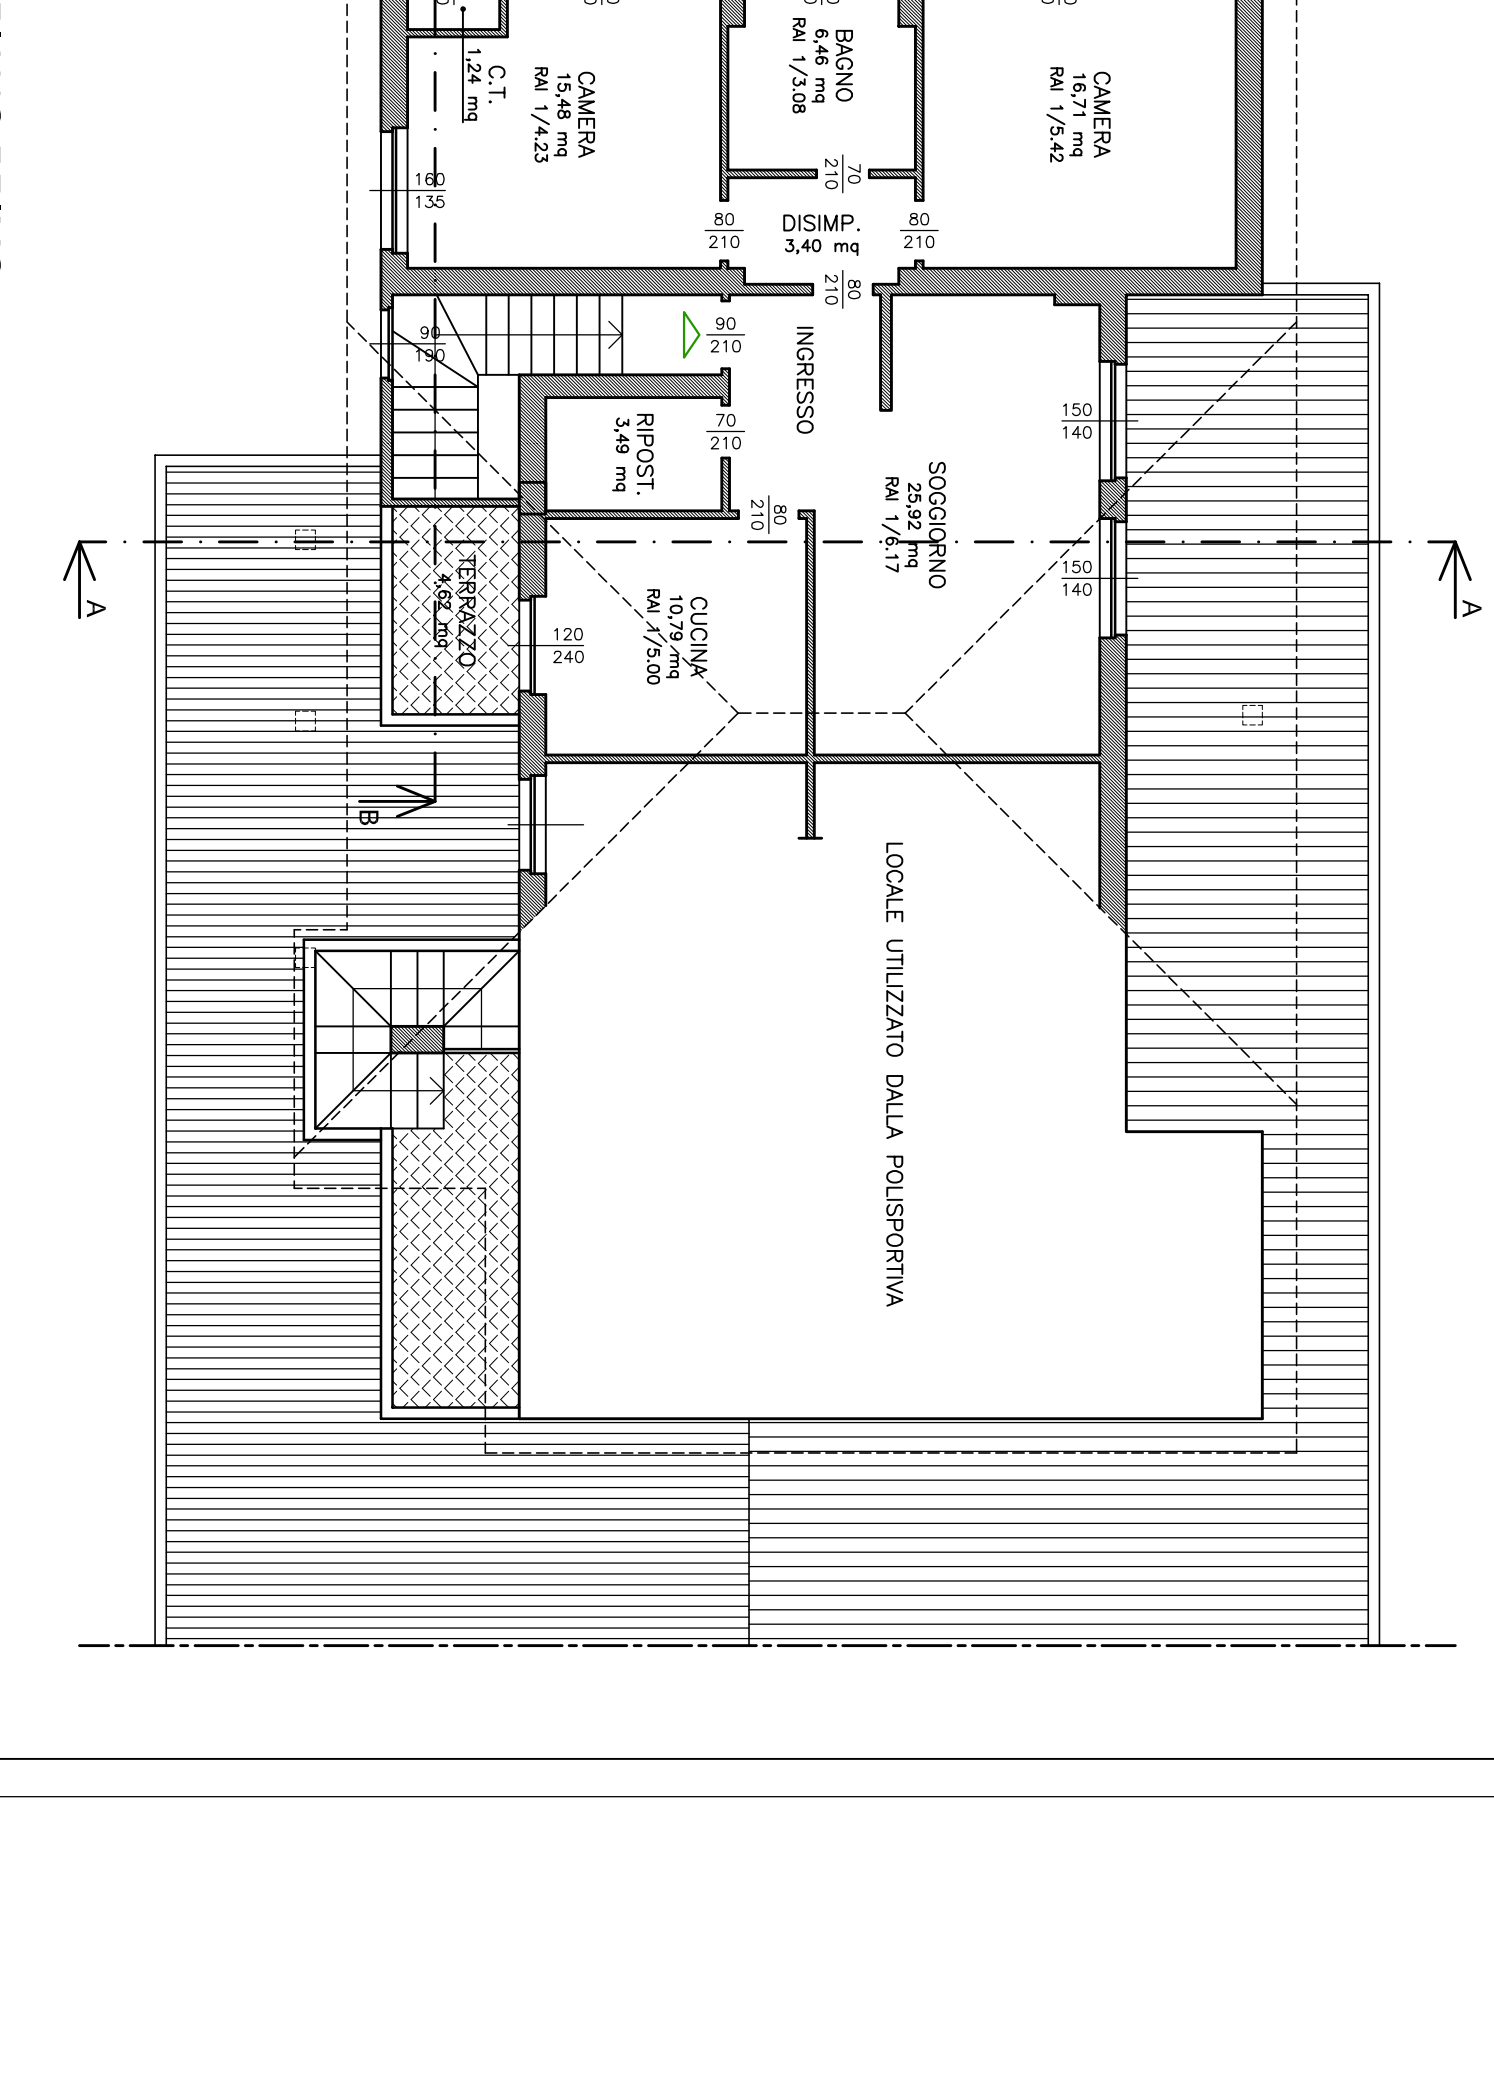 C.T.
1,24 mq
CAMERA
15,48 mq
RAI 1/4.23
BAGNO
6,46 mq
RAI 1/3.08
CAMERA
16,71 mq
RAI 1/5.42
160
135
70
210
80
210
DISIMP.
3,40 mq
80
210
80
210
90
190
90
210
INGRESSO
RIPOST.
3,49 mq
70
210
150
140
SOGGIORNO
25,92 mq
RAI 1/6.17
80
210
A
A
150
140
TERRAZZO
4,62 mq
120
240
CUCINA
10,79 mq
RAI 1/5.00
B
LOCALE UTILIZZATO DALLA POLISPORTIVA